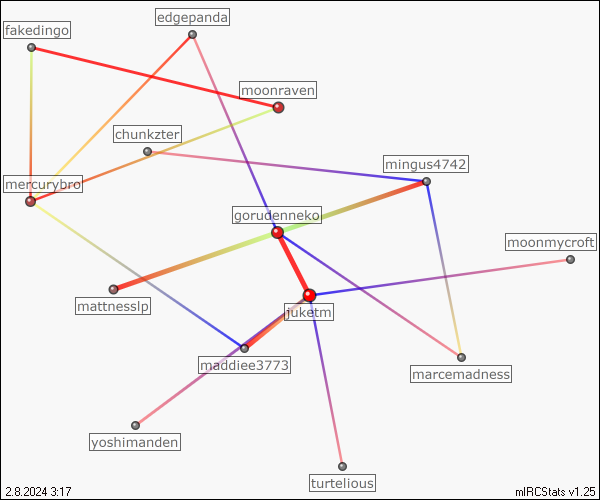 edgepanda
fakedingo
moonraven
chunkzter
mingus4742
mercurybro
gorudenneko
moonmycroft
mattnesslp
juketm
maddiee3773
marcemadness
yoshimanden
turtelious
2.8.2024 3:17
mIRCStats v1.25